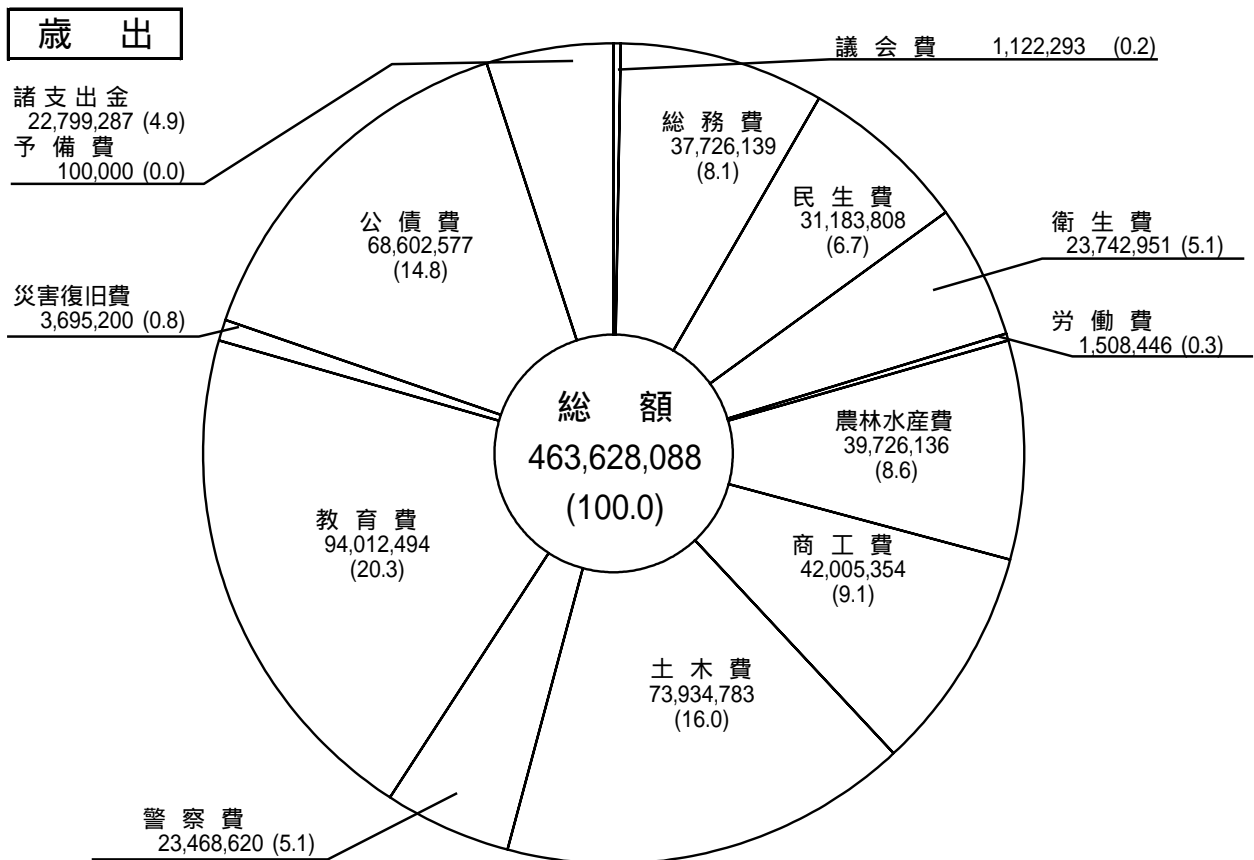 歳 出
議 会 費 1,122,293 (0.2)
総 務 費
37,726,139
(8.1)
民 生 費
31,183,808
(6.7)
衛 生 費
23,742,951 (5.1)
労 働 費
1,508,446 (0.3)
農林水産費
39,726,136
(8.6)
商 工 費
42,005,354
(9.1)
土 木 費
73,934,783
(16.0)
警 察 費
23,468,620 (5.1)
教 育 費
94,012,494
(20.3)
災害復旧費
3,695,200 (0.8)
公 債 費
68,602,577
(14.8)
諸 支 出 金
22,799,287 (4.9)
予 備 費
100,000 (0.0)
総 額
463,628,088
(100.0)